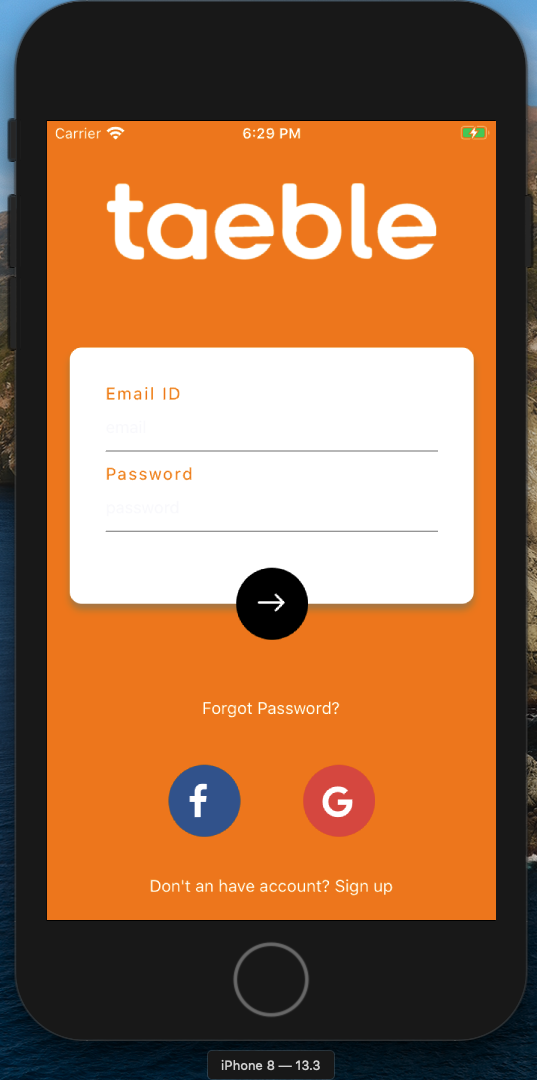 Carrier 6:29 PM
taeble
Email ID
email
Password
password
Forgot Password?
f G
Don't an have account? Sign up
iPhone 8 — 13.3